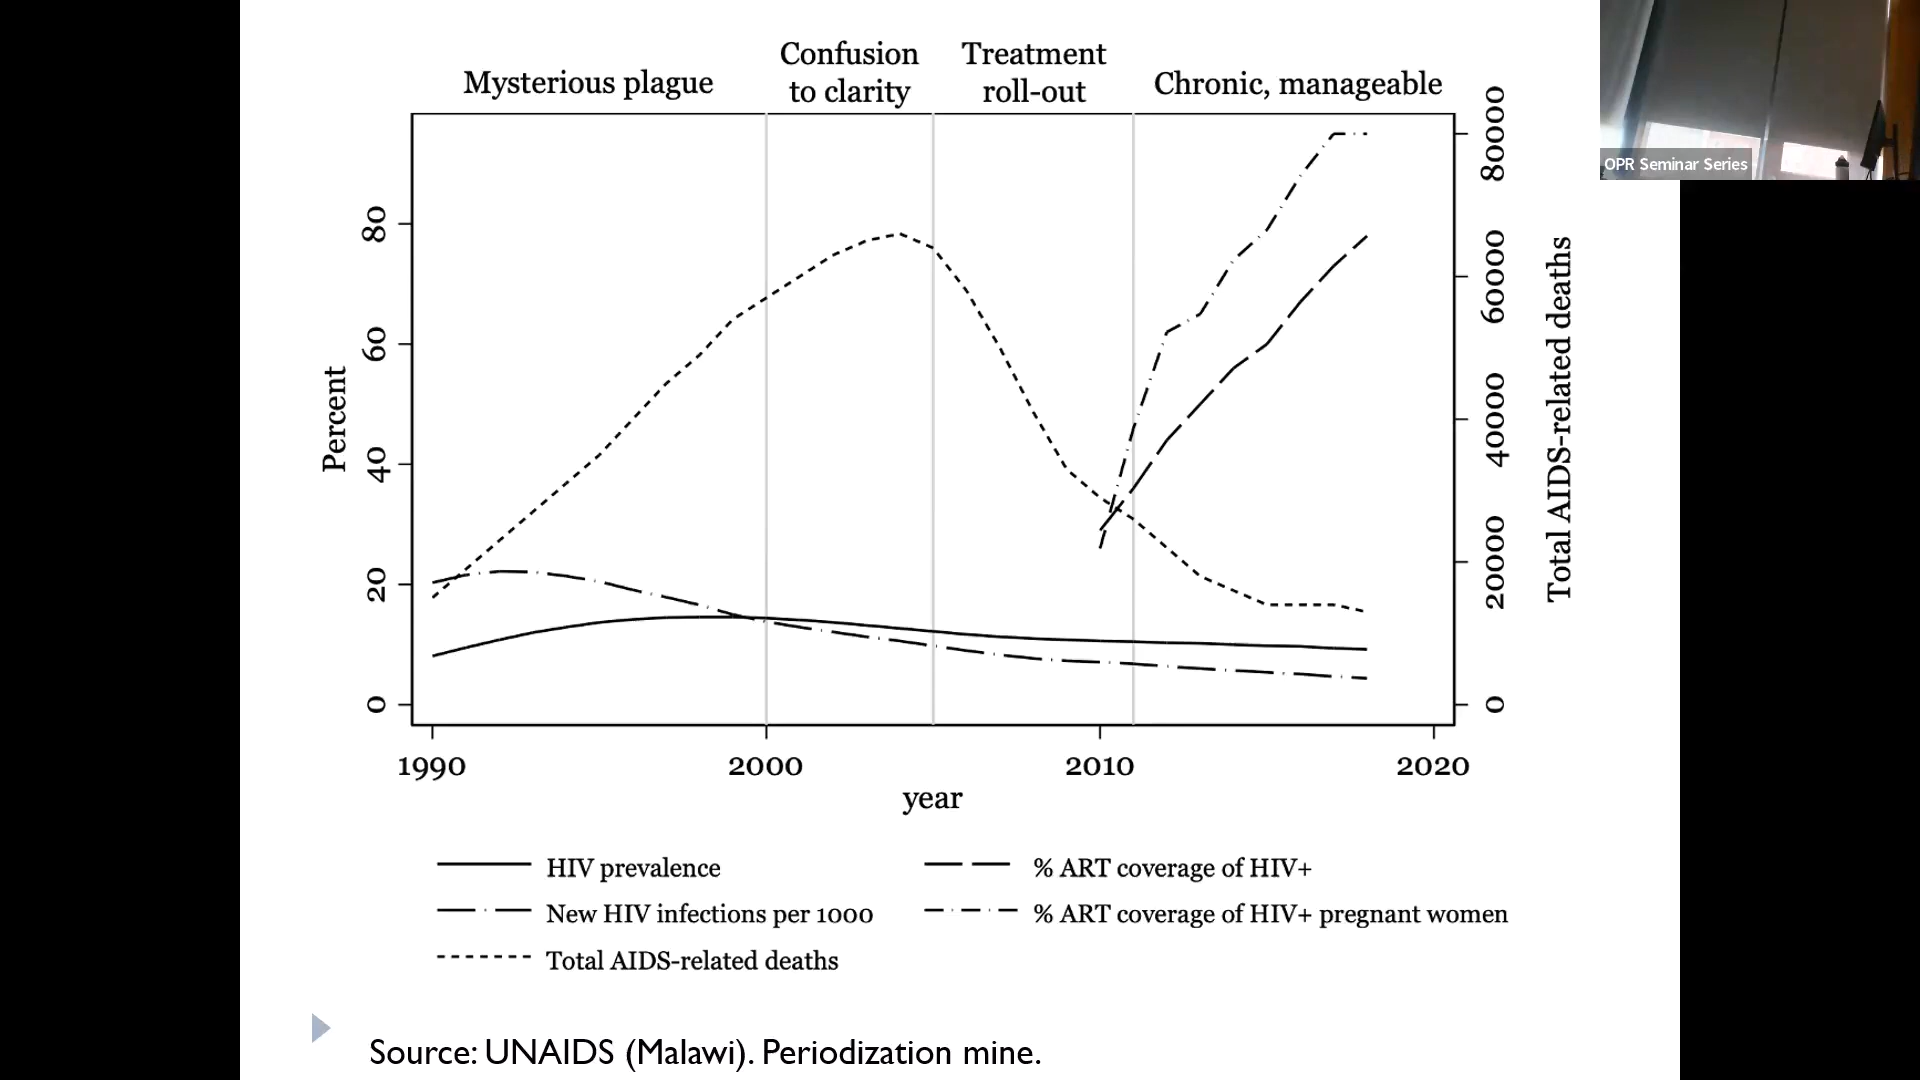 Mysterious plague
Confusion
to clarity
Treatment
roll-out
Chronic, manageable
OPR Seminar Series
Percent
80
60
40
20
0
80000
60000
40000
20000
0
Total AIDS-related deaths
1990
2000
2010
2020
year
HIV prevalence
New HIV infections per 1000
Total AIDS-related deaths
% ART coverage of HIV+
% ART coverage of HIV+ pregnant women
Source: UNAIDS (Malawi). Periodization mine.